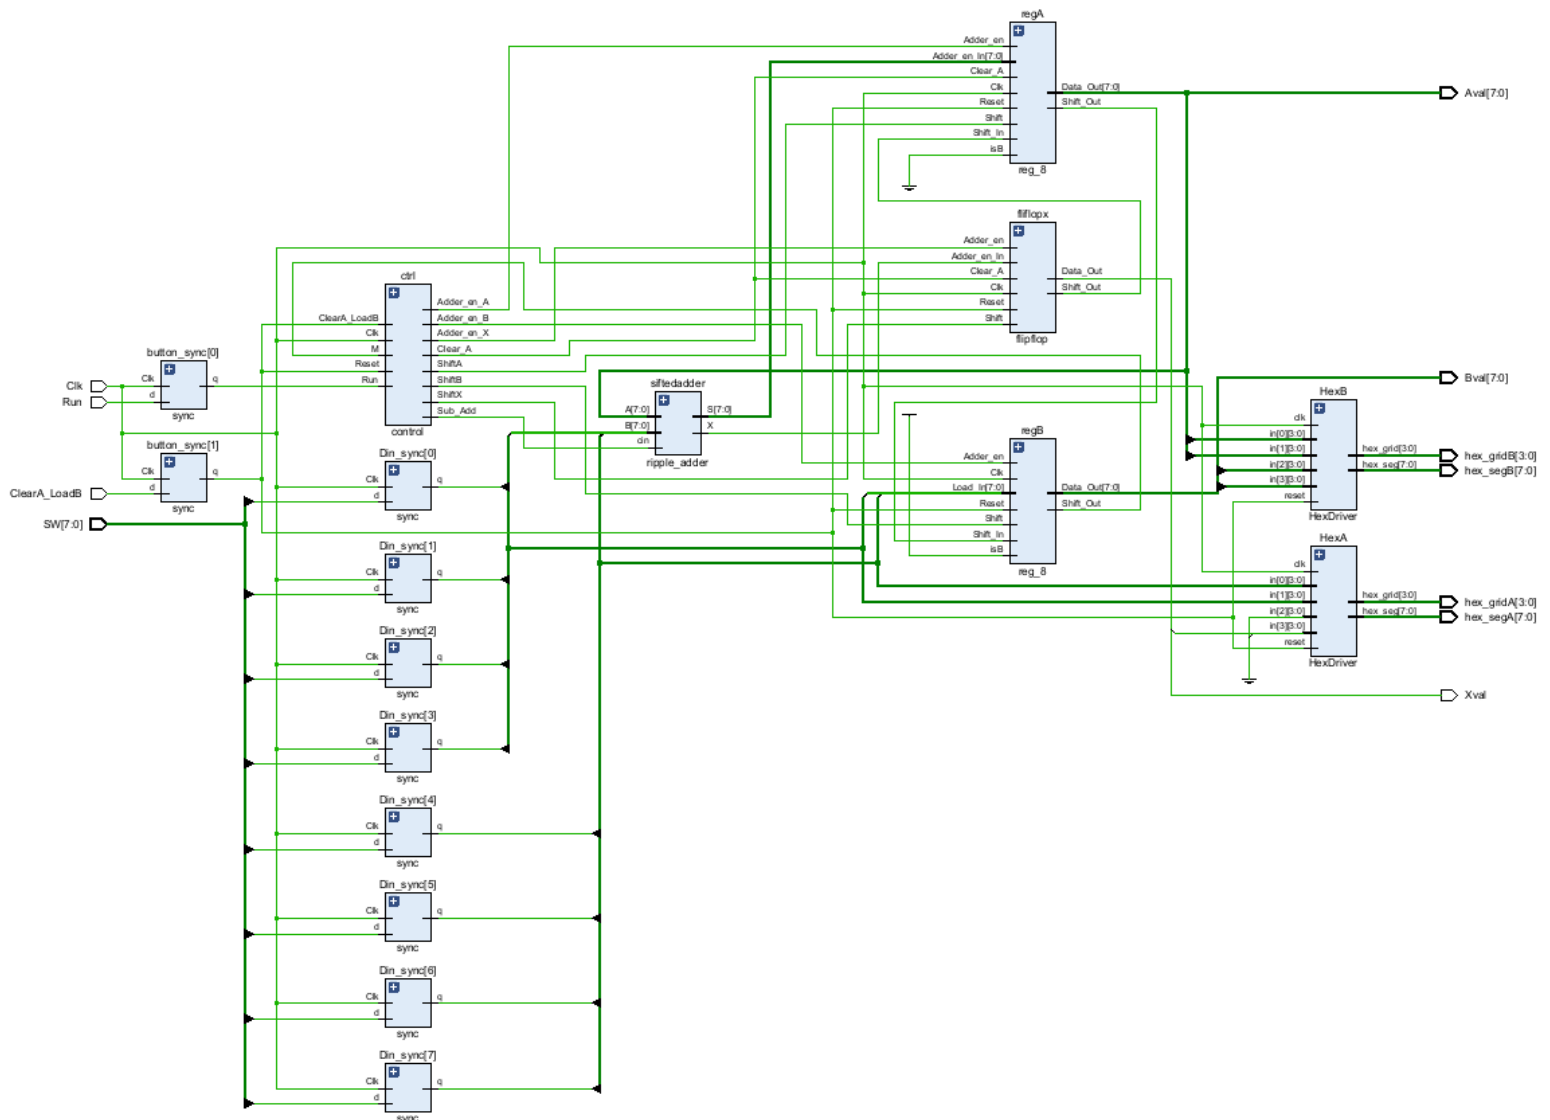 regA
Adder_en
Adder_en_In[7:0]
Clear_A
Clk
Reset
Shift
Shift_In
isB
Data_Out[7:0]
Shift_Out
reg_8
Aval[7:0]
fliflopx
Adder_en
Adder_en_In
Clear_A
Clk
Reset
Shift
Data_Out
Shift_Out
flipflop
ctrl
ClearA_LoadB
Clk
M
Reset
Run
Adder_en_A
Adder_en_B
Adder_en_X
Clear_A
ShiftA
ShiftB
ShiftX
Sub_Add
control
button_sync[0]
Clk
d
q
sync
Clk
Run
button_sync[1]
Clk
d
q
sync
ClearA_LoadB
SW[7:0]
siftedadder
A[7:0]
B[7:0]
cin
S[7:0]
X
ripple_adder
regB
Adder_en
Clk
Load_In[7:0]
Reset
Shift
Shift_In
isB
Data_Out[7:0]
Shift_Out
reg_8
Bval[7:0]
HexB
clk
in[0][3:0]
in[1][3:0]
in[2][3:0]
in[3][3:0]
reset
hex_grid[3:0]
hex_seg[7:0]
HexDriver
hex_gridB[3:0]
hex_segB[7:0]
HexA
clk
in[0][3:0]
in[1][3:0]
in[2][3:0]
in[3][3:0]
reset
hex_grid[3:0]
hex_seg[7:0]
HexDriver
hex_gridA[3:0]
hex_segA[7:0]
Xval
Din_sync[0]
Clk
d
q
sync
Din_sync[1]
Clk
d
q
sync
Din_sync[2]
Clk
d
q
sync
Din_sync[3]
Clk
d
q
sync
Din_sync[4]
Clk
d
q
sync
Din_sync[5]
Clk
d
q
sync
Din_sync[6]
Clk
d
q
sync
Din_sync[7]
Clk
d
q
sync